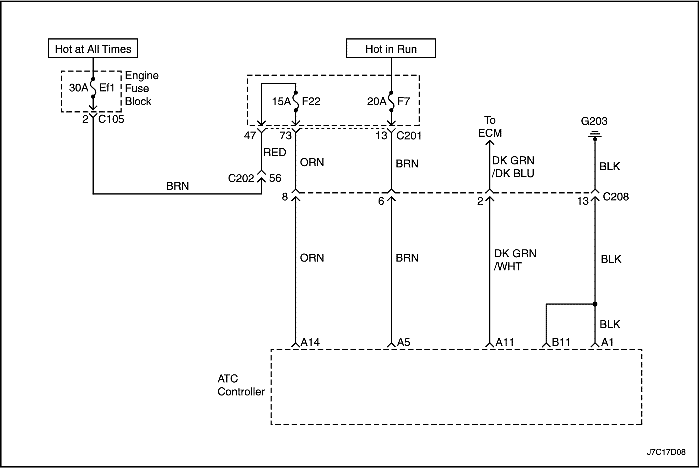 Hot at All Times
Hot in Run
30A Ef1
Engine
Fuse
Block
2 C105
15A F22
20A F7
To
ECM
G203
47 73 13 C201
RED
ORN
BRN
DK GRN
/DK BLU
BLK
C202 56
BRN
8 6 2 13 C208
ORN
BRN
DK GRN
/WHT
BLK
BLK
A14 A5 A11 B11 A1
ATC
Controller
J7C17D08